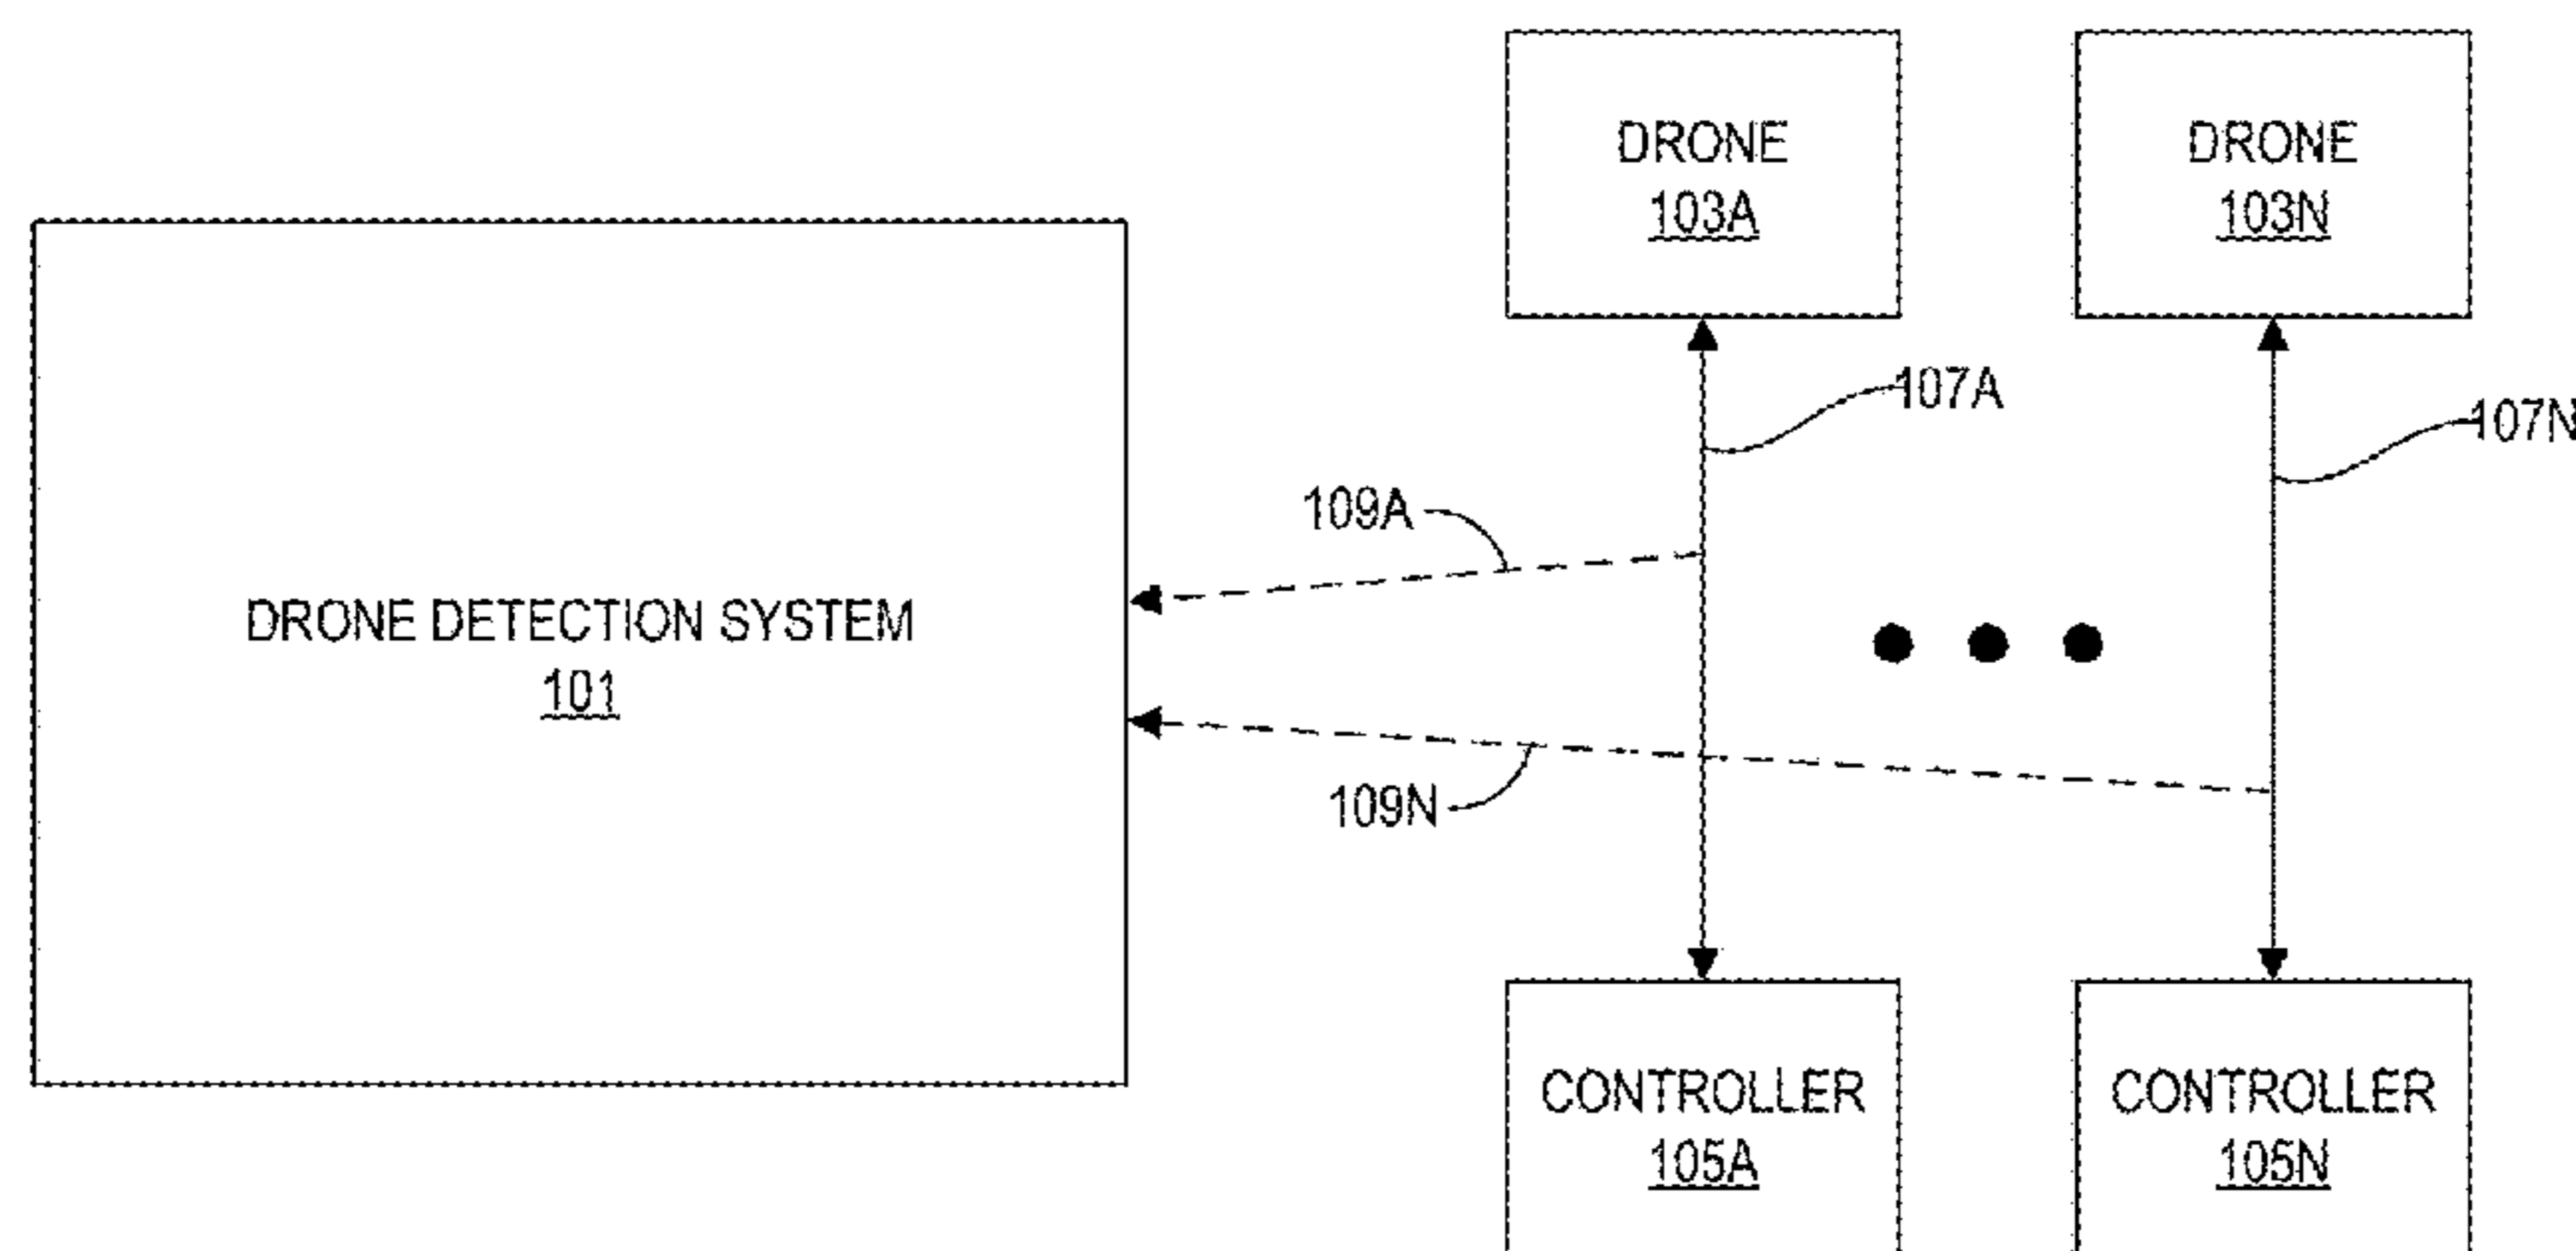 DRONE
103A
DRONE
103N
107A
107N
109A
DRONE DETECTION SYSTEM
101
109N
CONTROLLER
105A
CONTROLLER
105N